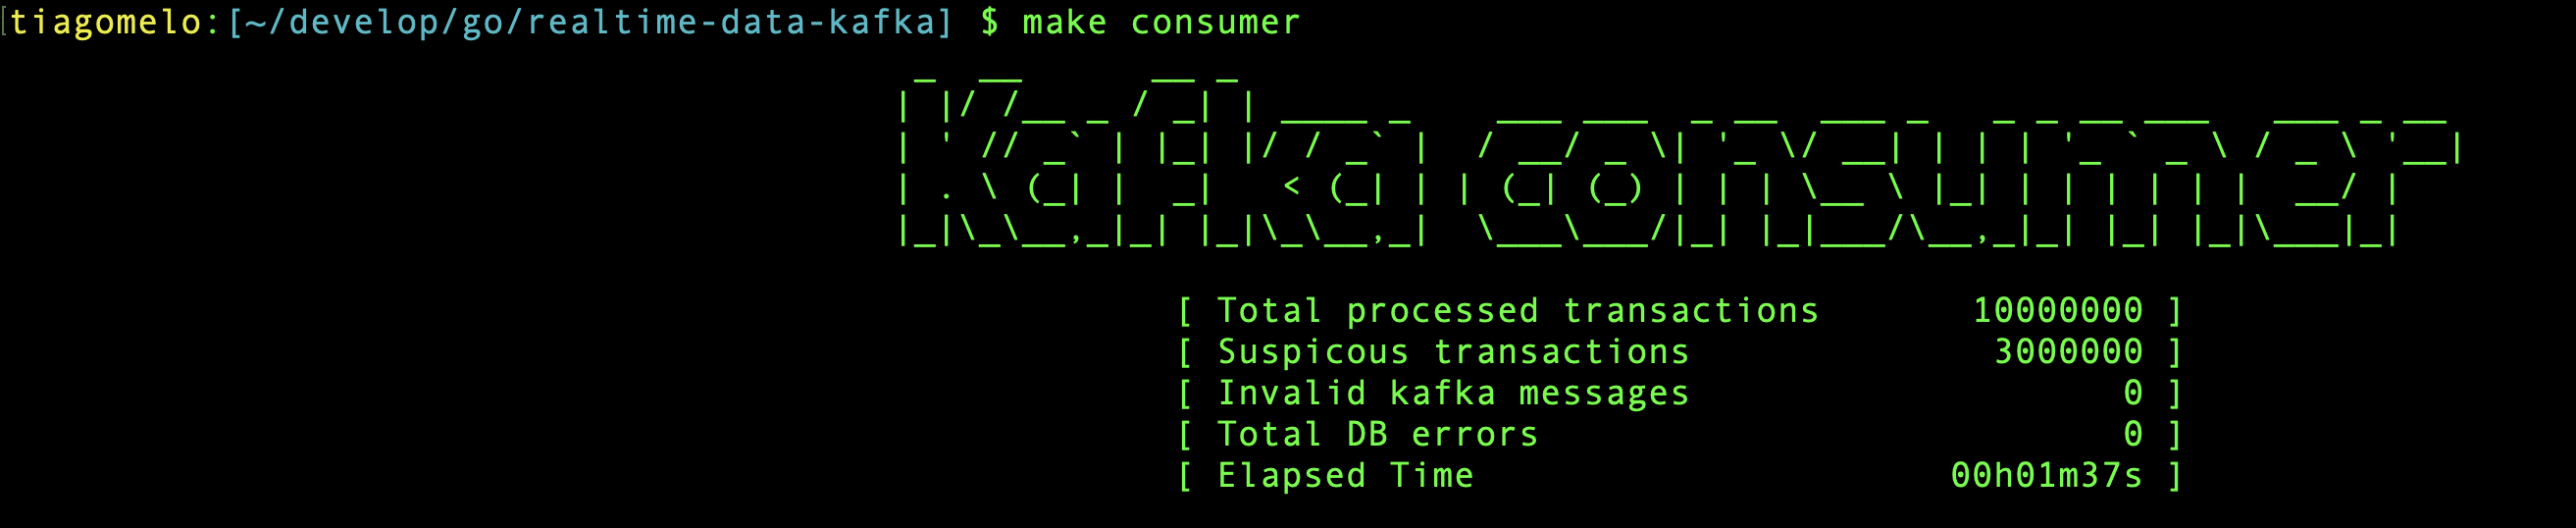 tiagomelo:[~/develop/go/realtime-data-kafka] $ make consumer
Kafka consumer
[ Total processed transactions 10000000 ]
[ Suspicous transactions 3000000 ]
[ Invalid kafka messages 0 ]
[ Total DB errors 0 ]
[ Elapsed Time 00h01m37s ]